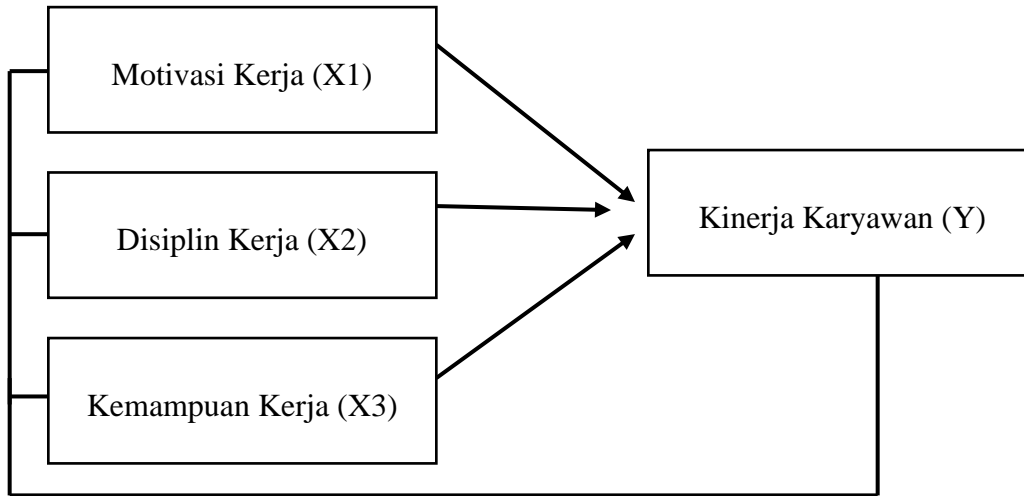 Motivasi Kerja (X1)
Disiplin Kerja (X2)
Kinerja Karyawan (Y)
Kemampuan Kerja (X3)